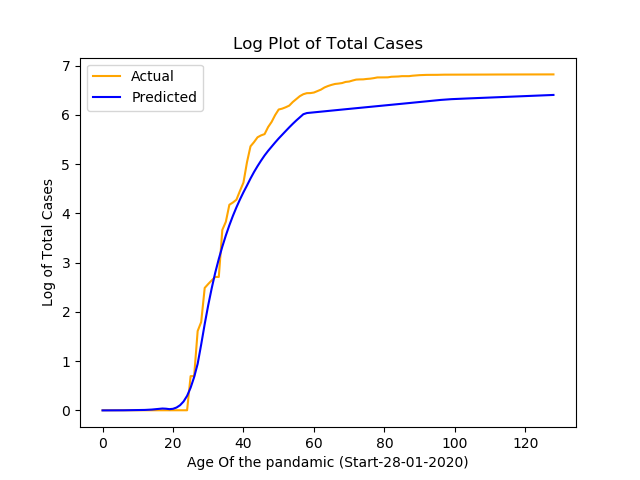 Log Plot of Total Cases
Actual
Predicted
7
6
5
4
3
2
1
0
Log of Total Cases
0 20 40 60 80 100 120
Age Of the pandamic (Start-28-01-2020)